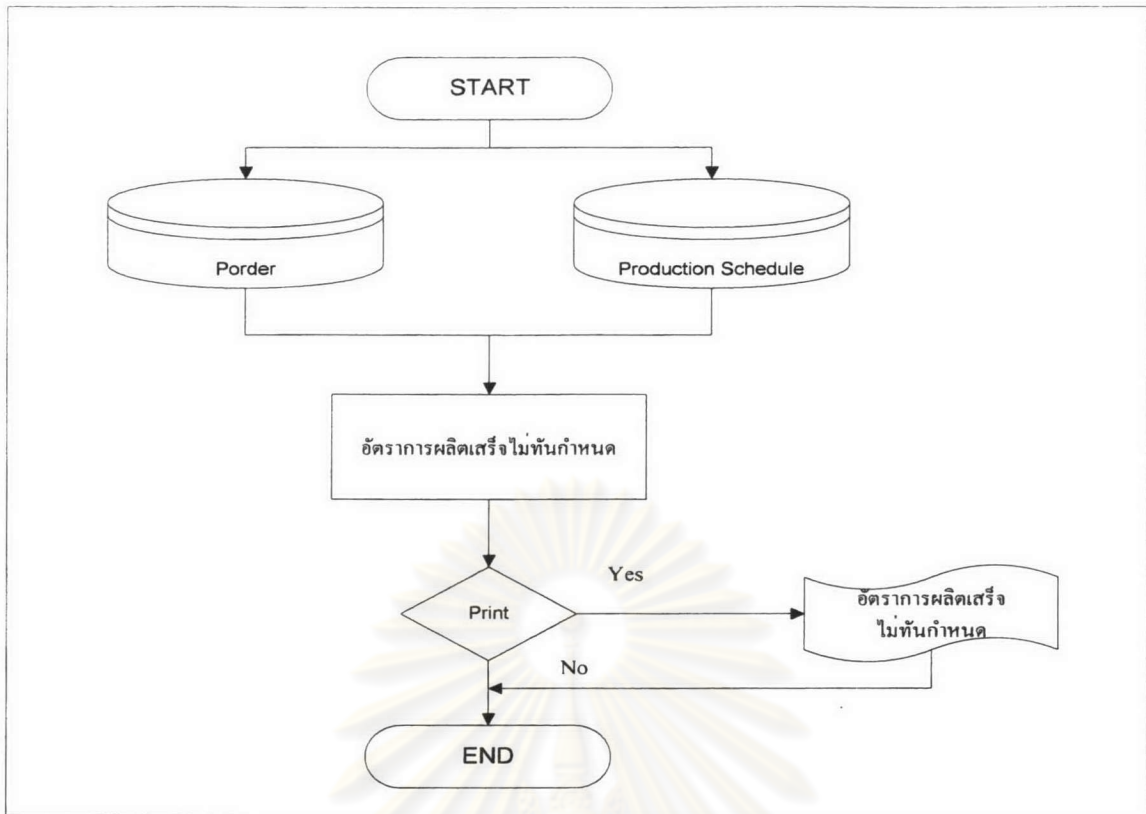 START
Porder
Production Schedule
อัตราการผลิตเสร็จไม่ทันกำหนด
Print
Yes
อัตราการผลิตเสร็จ
ไม่ทันกำหนด
No
END